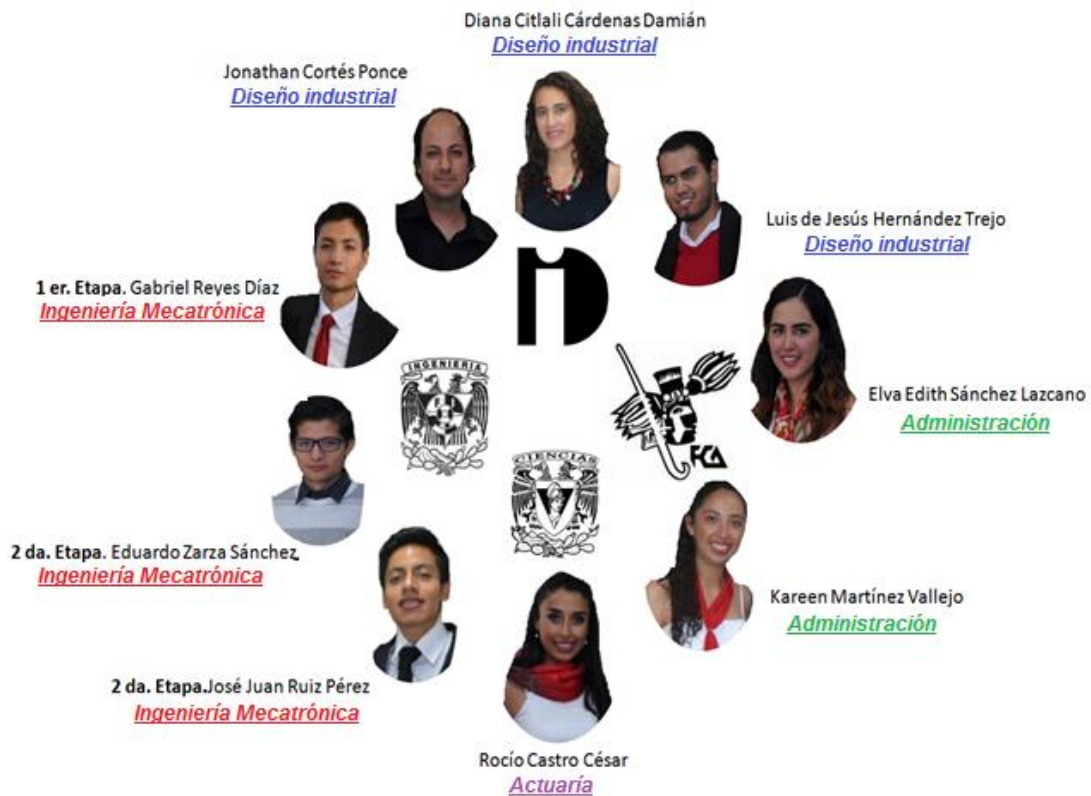 Diana Citlali Cárdenas Damián
Diseño industrial
Jonathan Cortés Ponce
Diseño industrial
Luis de Jesús Hernández Trejo
Diseño industrial
1 er. Etapa. Gabriel Reyes Díaz
Ingeniería Mecatrónica
INGENIERIA
Elva Edith Sánchez Lazcano
Administración
FCA
CIENCIAS
2 da. Etapa. Eduardo Zarza Sánchez.
Ingeniería Mecatrónica
Kareen Martínez Vallejo
Administración
2 da. Etapa.José Juan Ruiz Pérez
Ingeniería Mecatrónica
Rocío Castro César
Actuaría